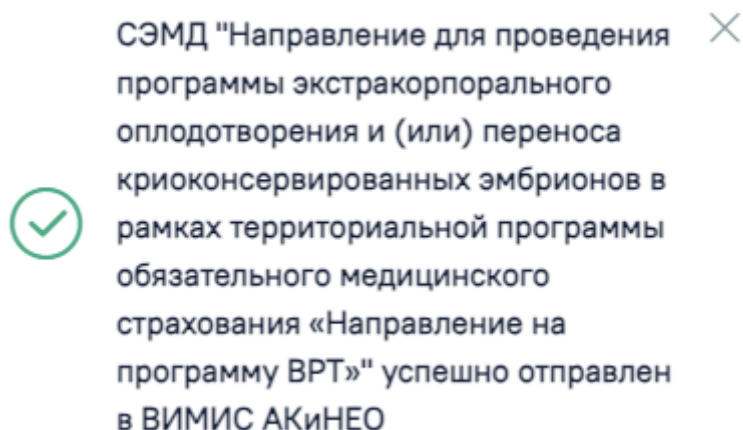 СЭМД "Направление для проведения
программы экстракорпорального
оплодотворения и (или) переноса
криоконсервированных эмбрионов в
рамках территориальной программы
обязательного медицинского
страхования «Направление на
программу ВРТ»" успешно отправлен
в ВИМИС АКиНЕО